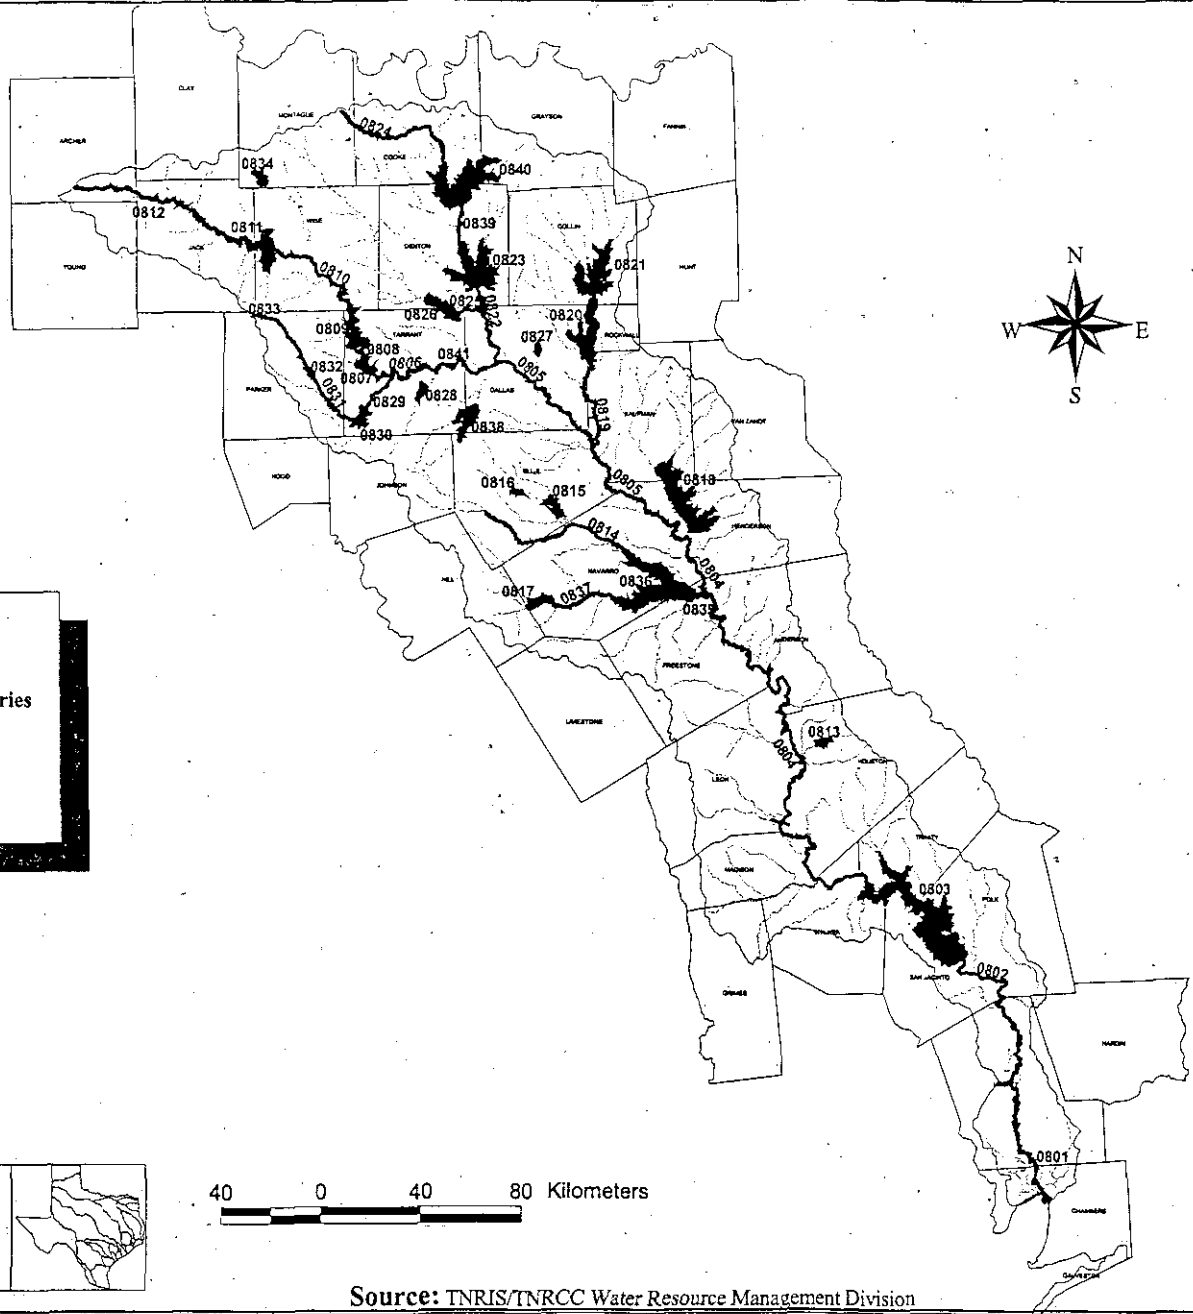 CLAY
MONTAGUE
GRAYSON
FANNIN
ARCHER
0824
COOKE
0834
0840
0812
0811
WISE
0839
COLLIN
JACK
DENTON
YOUNG
0823
0821
HUNT
0810
0825
0833
0826
0822
0820
0809
TARRANT
0827
ROCKWALL
0808
0806
0841
0832
0807
0805
PARKER
0831
0829
0828
DALLAS
0830
0838
0819
KAUFMAN
VAN ZANDT
HOOD
JOHNSON
ELLIS
0816
0815
0805
0818
HENDERSON
0814
HILL
NAVARRO
0804
0817
0837
0836
0835
ANDERSON
FREESTONE
LIMESTONE
0804
0813
HOUSTON
LEON
TRINITY
MADISON
0803
POLK
WALKER
SAN JACINTO
0802
GRIMES
HARDIN
0801
CHAMBERS
GALVESTON
N
W
E
S
ries
40 0 40 80 Kilometers
Source: TNRIS/TNRCC Water Resource Management Division